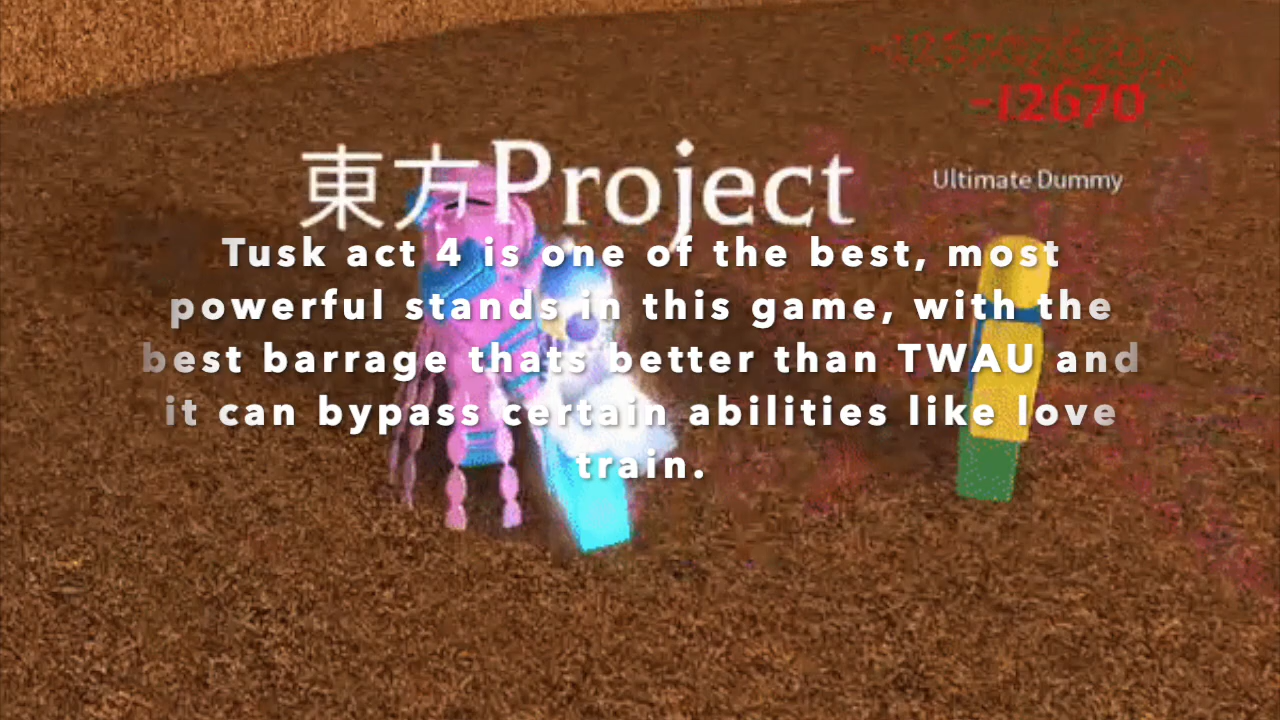 -12670
東方Project
Ultimate Dummy
Tusk act 4 is one of the best, most
powerful stands in this game, with the
best barrage thats better than TWAU and
it can bypass certain abilities like love
train.